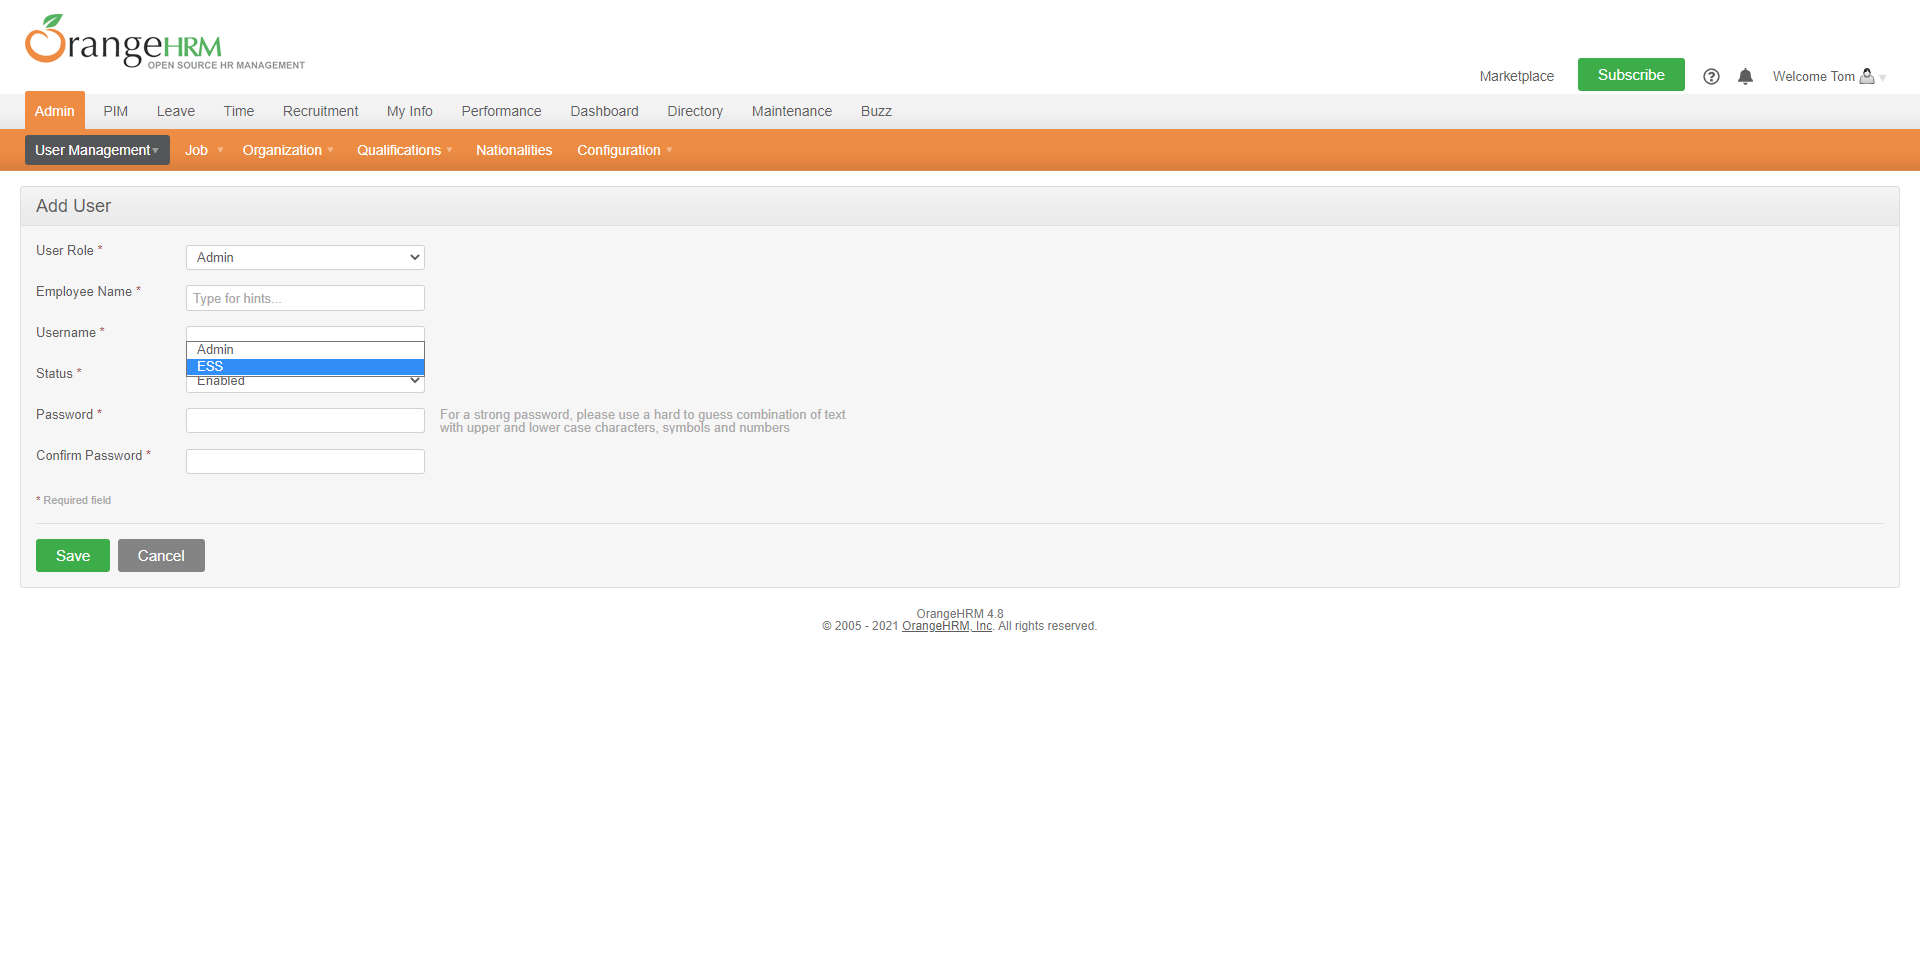 OrangeHRM
OPEN SOURCE HR MANAGEMENT
Marketplace Subscribe Welcome Tom
Admin PIM Leave Time Recruitment My Info Performance Dashboard Directory Maintenance Buzz
User Management Job Organization Qualifications Nationalities Configuration
Add User
User Role * Admin
Employee Name * Type for hints...
Username *
Admin
ESS
Status * Enabled
Password * For a strong password, please use a hard to guess combination of text
with upper and lower case characters, symbols and numbers
Confirm Password *
* Required field
Save Cancel
OrangeHRM 4.8
© 2005 - 2021 OrangeHRM, Inc. All rights reserved.